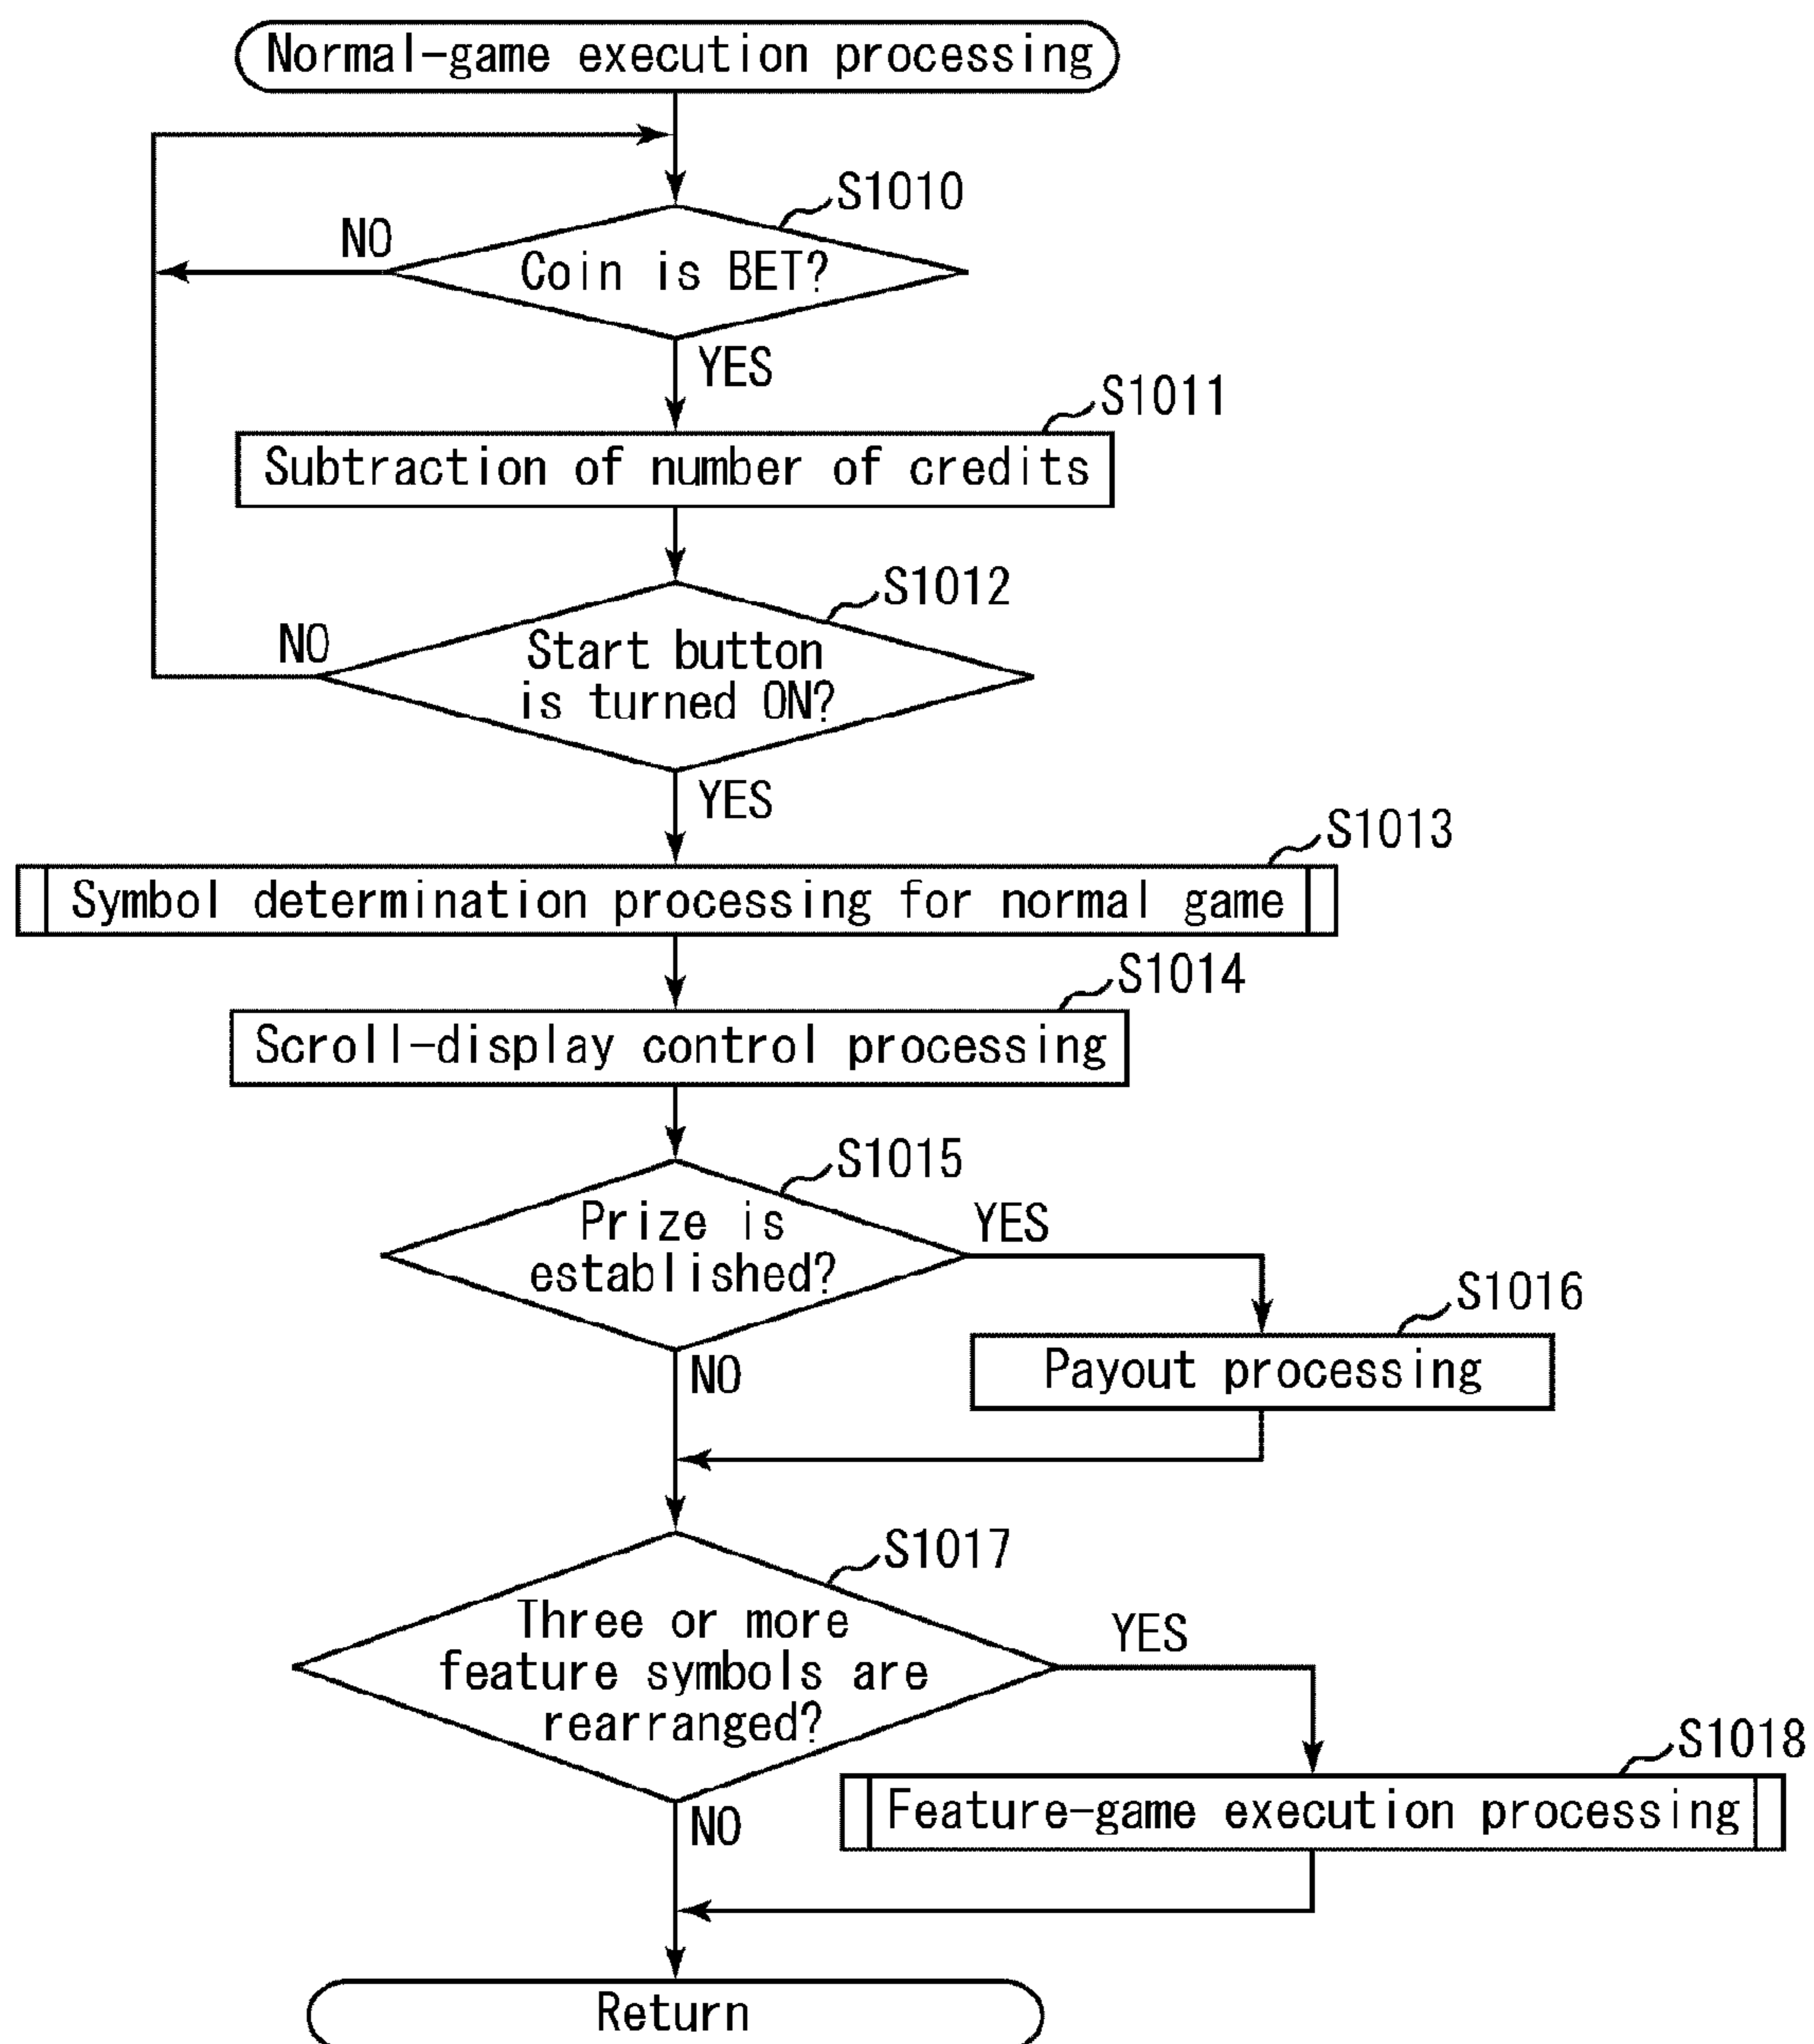 Normal-game execution processing
S1010
NO
Coin is BET?
YES
S1011
Subtraction of number of credits
S1012
NO
Start button
is turned ON?
YES
S1013
Symbol determination processing for normal game
S1014
Scroll-display control processing
S1015
Prize is
established?
YES
S1016
Payout processing
NO
S1017
Three or more
feature symbols are
rearranged?
YES
S1018
Feature-game execution processing
NO
Return